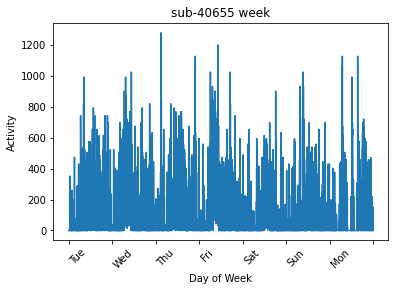 sub-40655 week
Activity
1200
1000
800
600
400
200
0
Tue
Wed
Thu
Fri
Sat
Sun
Mon
Day of Week